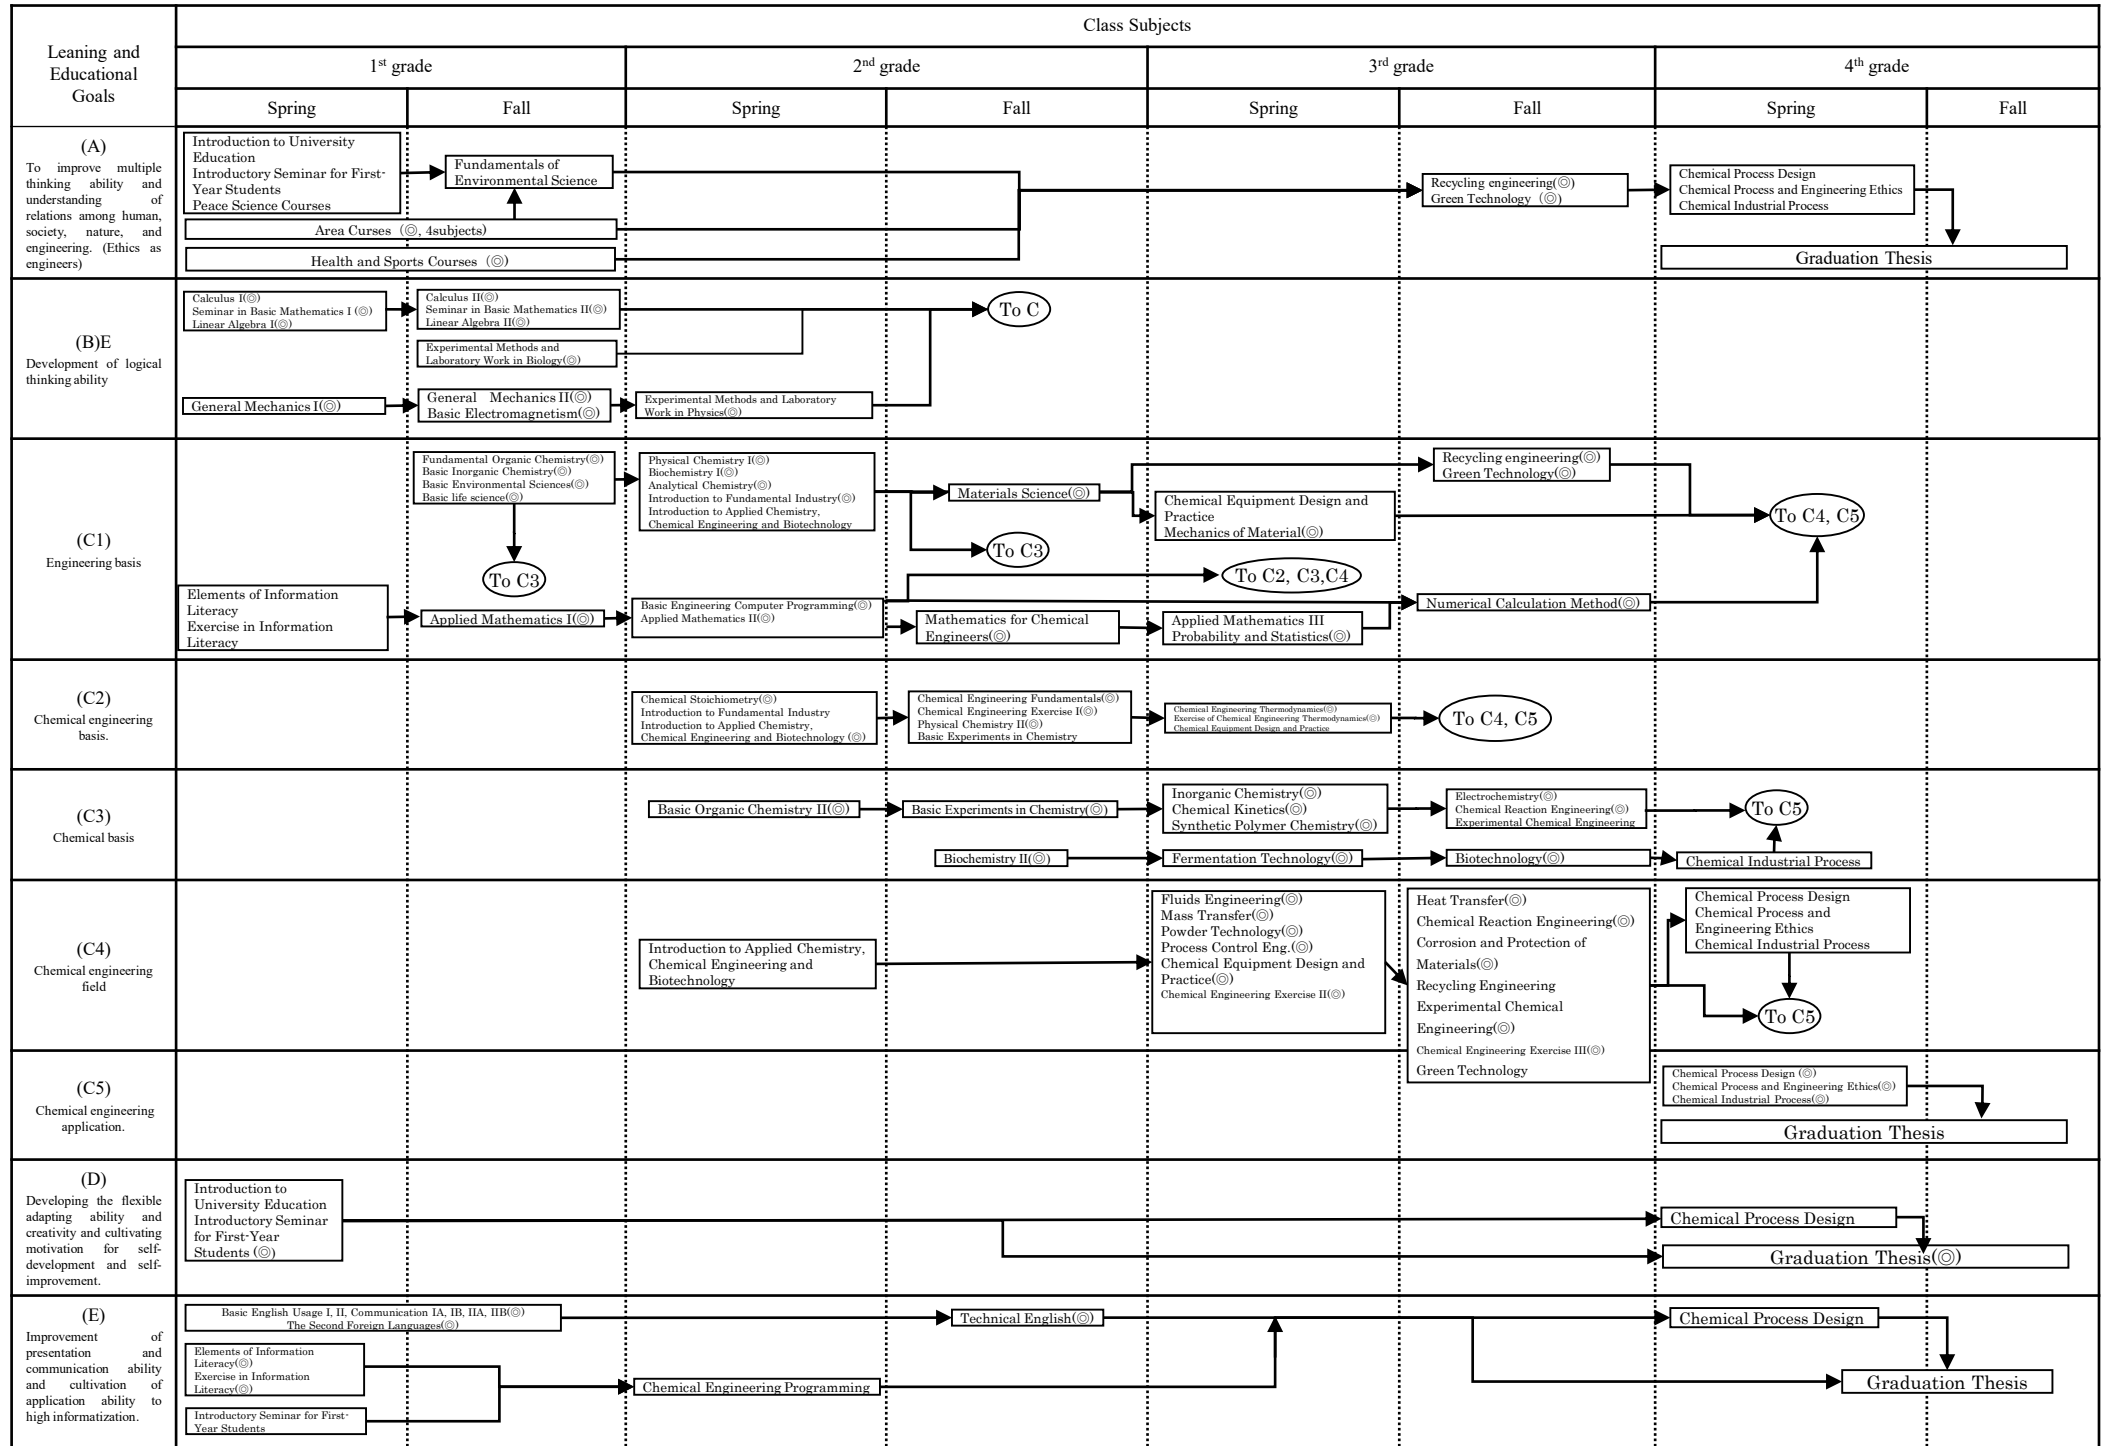 Class Subjects
Leaning and
Educational
Goals
1st grade
2nd grade
3rd grade
4th grade
Spring
Fall
Spring
Fall
Spring
Fall
Spring
Fall
(A)
To improve multiple
thinking ability and
understanding of
relations among human,
society, nature, and
engineering. (Ethics as
engineers)
Introduction to University
Education
Introductory Seminar for First-
Year Students
Peace Science Courses
Fundamentals of
Environmental Science
Area Curses (◎, 4subjects)
Health and Sports Courses (◎)
Recycling engineering(◎)
Green Technology (◎)
Chemical Process Design
Chemical Process and Engineering Ethics
Chemical Industrial Process
Graduation Thesis
(B)E
Development of logical
thinking ability
Calculus I(◎)
Seminar in Basic Mathematics I (◎)
Linear Algebra I(◎)
Calculus II(◎)
Seminar in Basic Mathematics II(◎)
Linear Algebra II(◎)
To C
Experimental Methods and
Laboratory Work in Biology(◎)
General Mechanics I(◎)
General Mechanics II(◎)
Basic Electromagnetism(◎)
Experimental Methods and Laboratory
Work in Physics(◎)
(C1)
Engineering basis
Fundamental Organic Chemistry(◎)
Basic Inorganic Chemistry(◎)
Basic Environmental Sciences(◎)
Basic life science(◎)
To C3
Physical Chemistry I(◎)
Biochemistry I(◎)
Analytical Chemistry(◎)
Introduction to Fundamental Industry(◎)
Introduction to Applied Chemistry,
Chemical Engineering and Biotechnology
Materials Science(◎)
To C3
Chemical Equipment Design and
Practice
Mechanics of Material(◎)
Recycling engineering(◎)
Green Technology(◎)
To C4, C5
To C2, C3,C4
Elements of Information
Literacy
Exercise in Information
Literacy
Applied Mathematics I(◎)
Basic Engineering Computer Programming(◎)
Applied Mathematics II(◎)
Mathematics for Chemical
Engineers(◎)
Applied Mathematics III
Probability and Statistics(◎)
Numerical Calculation Method(◎)
(C2)
Chemical engineering
basis.
Chemical Stoichiometry(◎)
Introduction to Fundamental Industry
Introduction to Applied Chemistry,
Chemical Engineering and Biotechnology (◎)
Chemical Engineering Fundamentals(◎)
Chemical Engineering Exercise I(◎)
Physical Chemistry II(◎)
Basic Experiments in Chemistry
Chemical Engineering Thermodynamics(◎)
Exercise of Chemical Engineering Thermodynamics(◎)
Chemical Equipment Design and Practice
To C4, C5
(C3)
Chemical basis
Basic Organic Chemistry II(◎)
Basic Experiments in Chemistry(◎)
Inorganic Chemistry(◎)
Chemical Kinetics(◎)
Synthetic Polymer Chemistry(◎)
Electrochemistry(◎)
Chemical Reaction Engineering(◎)
Experimental Chemical Engineering
To C5
Biochemistry II(◎)
Fermentation Technology(◎)
Biotechnology(◎)
Chemical Industrial Process
(C4)
Chemical engineering
field
Introduction to Applied Chemistry,
Chemical Engineering and
Biotechnology
Fluids Engineering(◎)
Mass Transfer(◎)
Powder Technology(◎)
Process Control Eng.(◎)
Chemical Equipment Design and
Practice(◎)
Chemical Engineering Exercise II(◎)
Heat Transfer(◎)
Chemical Reaction Engineering(◎)
Corrosion and Protection of
Materials(◎)
Recycling Engineering
Experimental Chemical
Engineering(◎)
Chemical Engineering Exercise III(◎)
Green Technology
Chemical Process Design
Chemical Process and
Engineering Ethics
Chemical Industrial Process
To C5
(C5)
Chemical engineering
application.
Chemical Process Design (◎)
Chemical Process and Engineering Ethics(◎)
Chemical Industrial Process(◎)
Graduation Thesis
(D)
Developing the flexible
adapting ability and
creativity and cultivating
motivation for self-
development and self-
improvement.
Introduction to
University Education
Introductory Seminar
for First-Year
Students (◎)
Chemical Process Design
Graduation Thesis(◎)
(E)
Improvement of
presentation and
communication ability
and cultivation of
application ability to
high informatization.
Basic English Usage I, II, Communication IA, IB, IIA, IIB(◎)
The Second Foreign Languages(◎)
Technical English(◎)
Chemical Process Design
Elements of Information
Literacy(◎)
Exercise in Information
Literacy(◎)
Chemical Engineering Programming
Graduation Thesis
Introductory Seminar for First-
Year Students